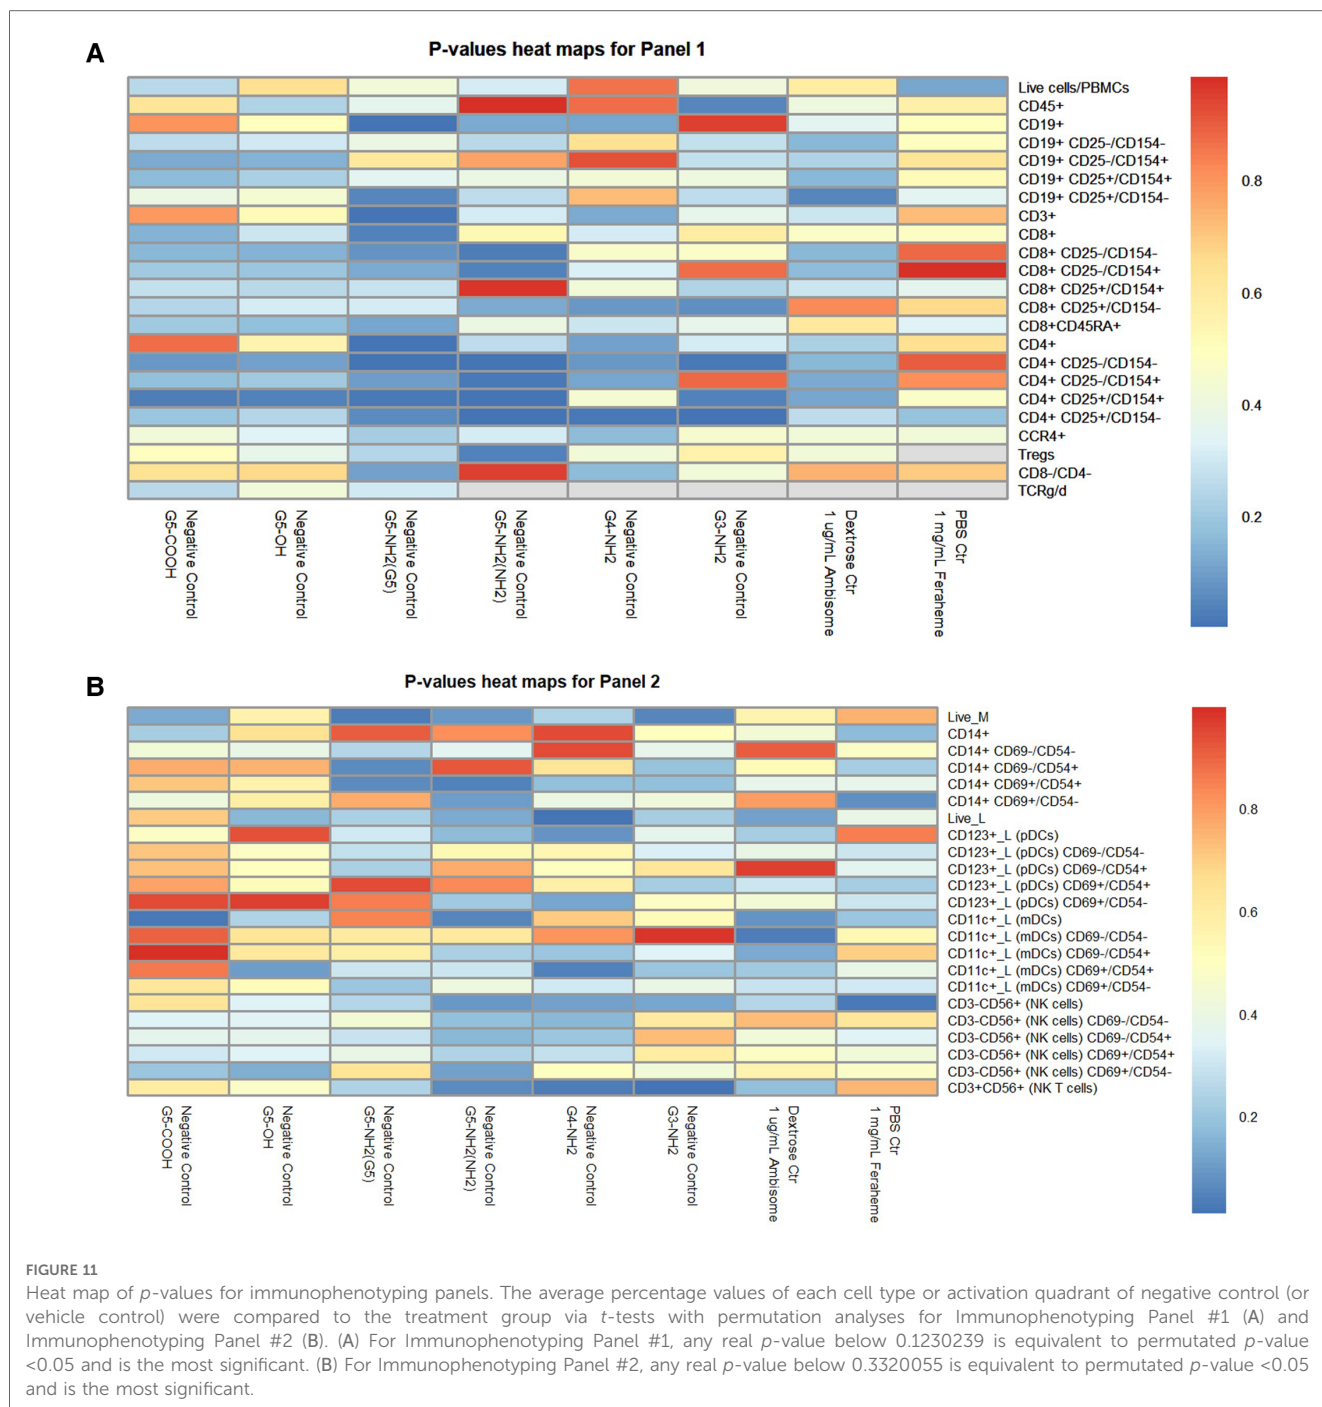 A
P-values heat maps for Panel 1
Live cells/PBMCs
CD45+
CD19+
CD19+ CD25-/CD154-
CD19+ CD25-/CD154+
CD19+ CD25+/CD154+
CD19+ CD25+/CD154-
CD3+
CD8+
CD8+ CD25-/CD154-
CD8+ CD25-/CD154+
CD8+ CD25+/CD154+
CD8+ CD25+/CD154-
CD8+CD45RA+
CD4+
CD4+ CD25-/CD154-
CD4+ CD25-/CD154+
CD4+ CD25+/CD154+
CD4+ CD25+/CD154-
CCR4+
Tregs
CD8-/CD4-
TCRg/d
0.8
0.6
0.4
0.2
Negative Control
G5-COOH
Negative Control
G5-OH
Negative Control
G5-NH2(G5)
Negative Control
G5-NH2(NH2)
Negative Control
G4-NH2
Negative Control
G3-NH2
Dextrose Ctr
1 ug/mL Ambisome
PBS Ctr
1 mg/mL Feraheme
B
P-values heat maps for Panel 2
Live_M
CD14+
CD14+ CD69-/CD54-
CD14+ CD69-/CD54+
CD14+ CD69+/CD54+
CD14+ CD69+/CD54-
Live_L
CD123+_L (pDCs)
CD123+_L (pDCs) CD69-/CD54-
CD123+_L (pDCs) CD69-/CD54+
CD123+_L (pDCs) CD69+/CD54+
CD123+_L (pDCs) CD69+/CD54-
CD11c+_L (mDCs)
CD11c+_L (mDCs) CD69-/CD54-
CD11c+_L (mDCs) CD69-/CD54+
CD11c+_L (mDCs) CD69+/CD54+
CD11c+_L (mDCs) CD69+/CD54-
CD3-CD56+ (NK cells)
CD3-CD56+ (NK cells) CD69-/CD54-
CD3-CD56+ (NK cells) CD69-/CD54+
CD3-CD56+ (NK cells) CD69+/CD54+
CD3-CD56+ (NK cells) CD69+/CD54-
CD3+CD56+ (NK T cells)
0.8
0.6
0.4
0.2
Negative Control
G5-COOH
Negative Control
G5-OH
Negative Control
G5-NH2(G5)
Negative Control
G5-NH2(NH2)
Negative Control
G4-NH2
Negative Control
G3-NH2
Dextrose Ctr
1 ug/mL Ambisome
PBS Ctr
1 mg/mL Feraheme
FIGURE 11
Heat map of p-values for immunophenotyping panels. The average percentage values of each cell type or activation quadrant of negative control (or
vehicle control) were compared to the treatment group via t-tests with permutation analyses for Immunophenotyping Panel #1 (A) and
Immunophenotyping Panel #2 (B). (A) For Immunophenotyping Panel #1, any real p-value below 0.1230239 is equivalent to permutated p-value
<0.05 and is the most significant. (B) For Immunophenotyping Panel #2, any real p-value below 0.3320055 is equivalent to permutated p-value <0.05
and is the most significant.